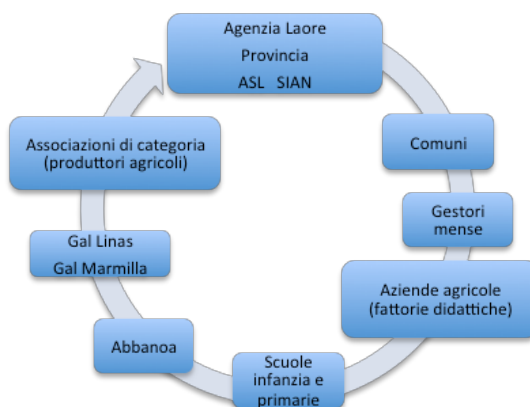 Agenzia Laore
Provincia
ASL SIAN
Comuni
Gestori
mense
Aziende agricole
(fattorie didattiche)
Scuole
infanzia e
primarie
Abbanoa
Gal Linas
Gal Marmilla
Associazioni di categoria
(produttori agricoli)